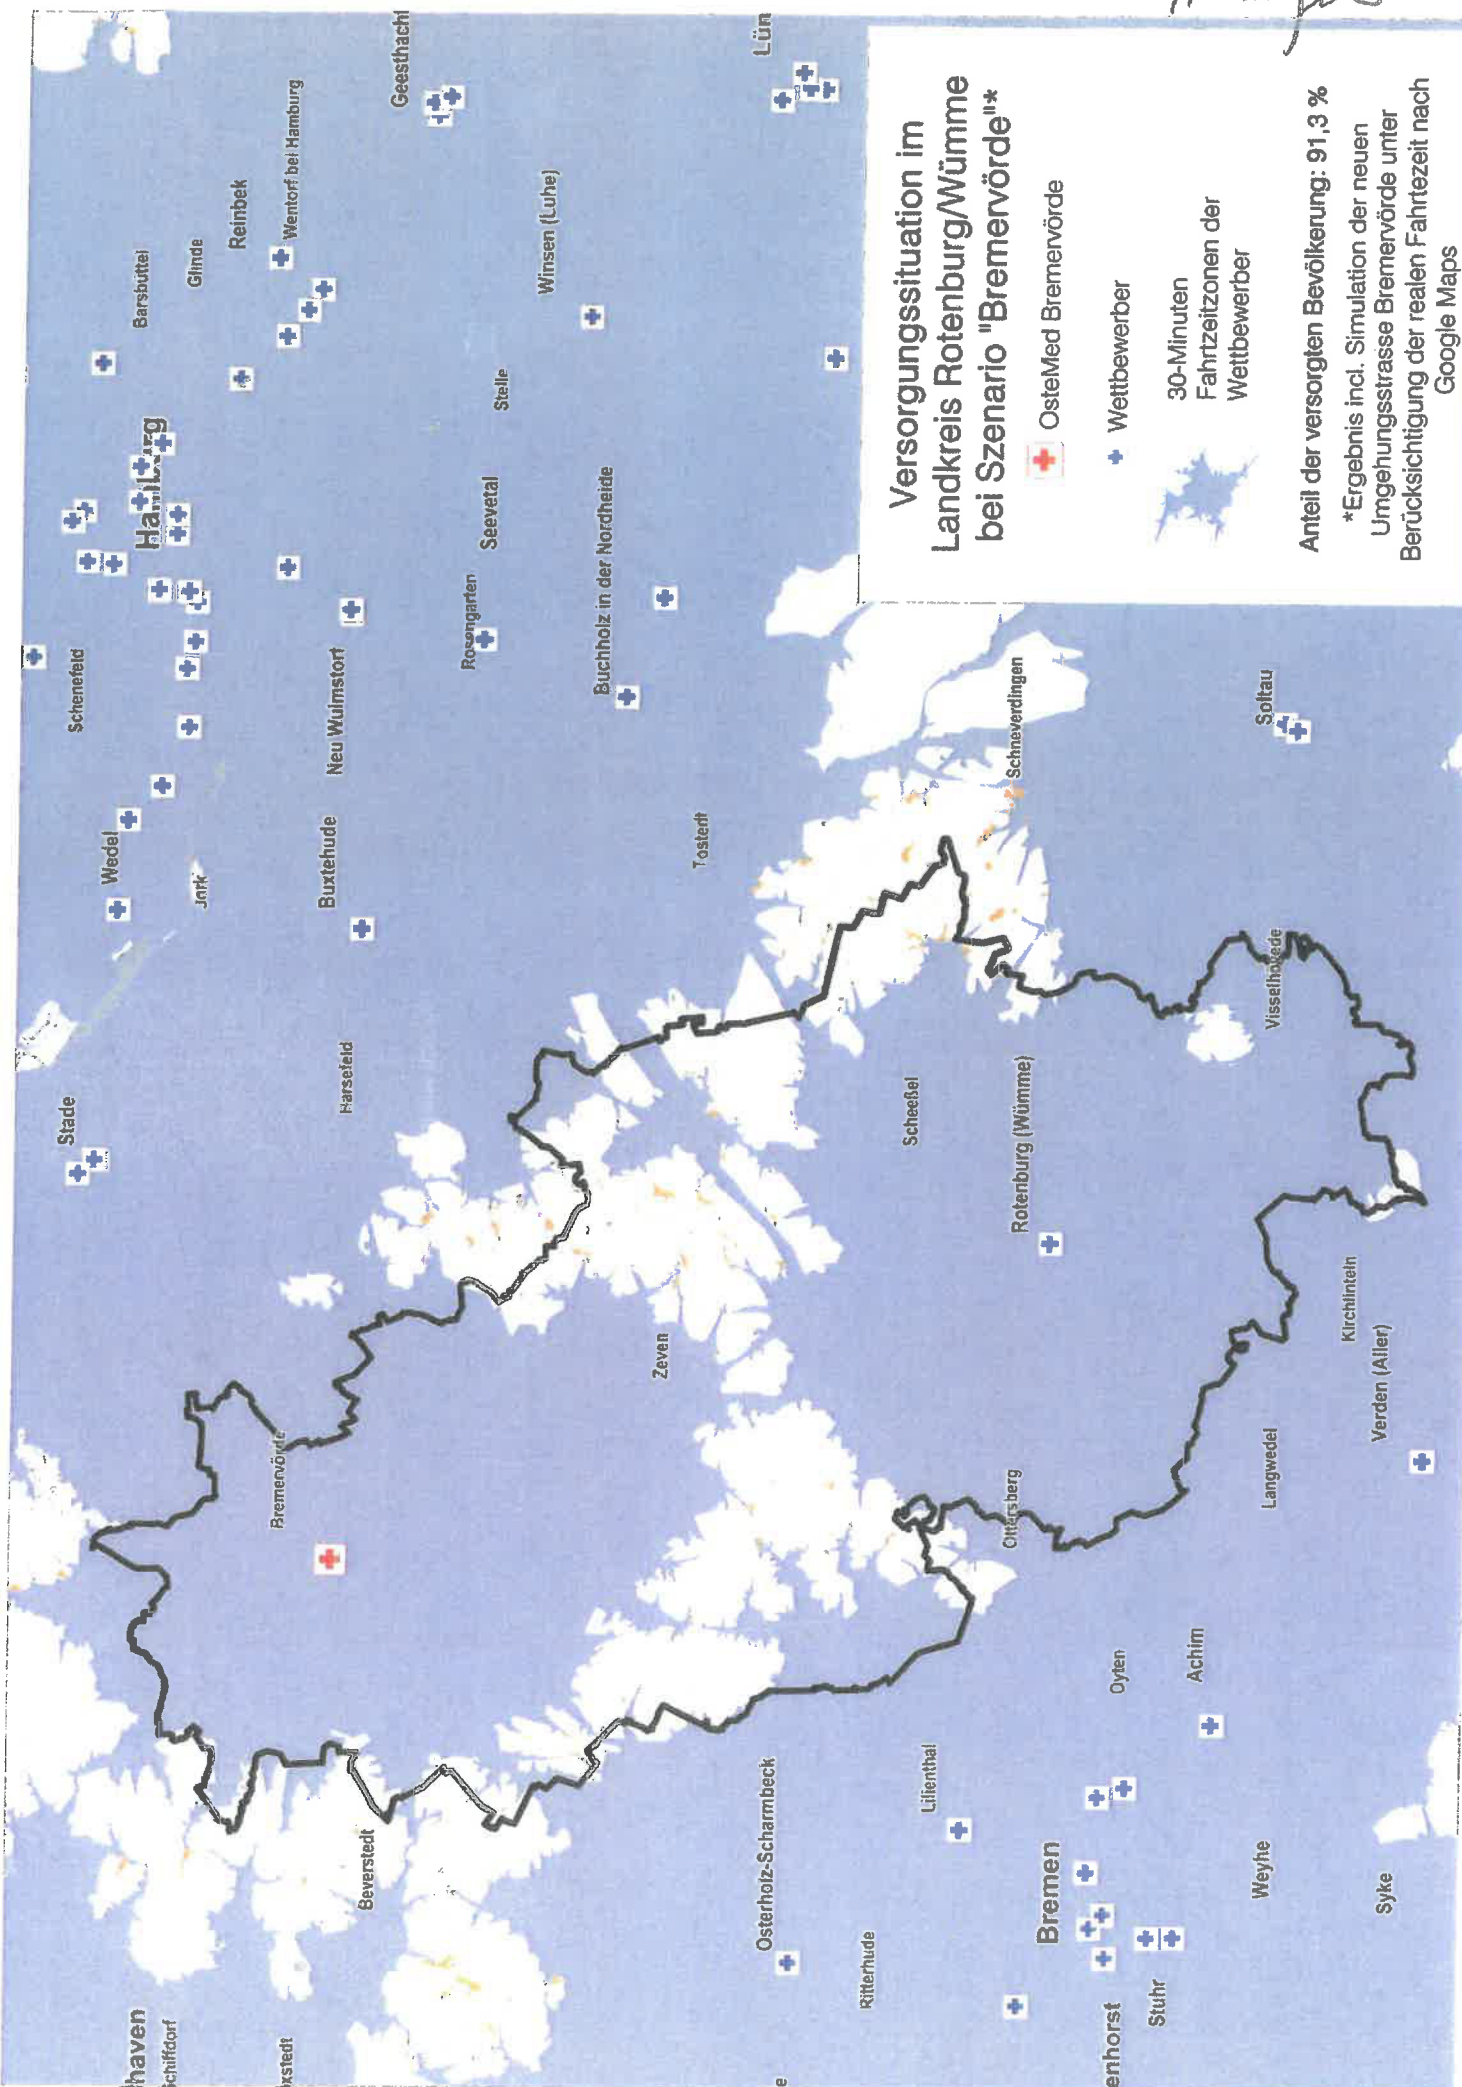 Versorgungssituation im
Landkreis Rotenburg/Wümme
bei Szenario "Bremervörde"*
OsteMed Bremervörde
Wettbewerber
30-Minuten
Fahrtzeitzonen der
Wettbewerber
Anteil der versorgten Bevölkerung: 91,3 %
*Ergebnis incl. Simulation der neuen
Umgehungsstrasse Bremervörde unter
Berücksichtigung der realen Fahrtezeit nach
Google Maps
haven
Schiffdorf
xstedt
Beverstedt
Bremervörde
Stade
Harsefeld
Wedel
Jork
Buxtehude
Schenefeld
Neu Wulmstorf
Hamburg
Barsbüttel
Glinde
Reinbek
Wentorf bei Hamburg
Geesthacht
Rosengarten
Seevetal
Stelle
Winsen (Luhe)
Buchholz in der Nordheide
Tostedt
Lün
Zeven
Osterholz-Scharmbeck
Ritterhude
Lilienthal
Scheeßel
Rotenburg (Wümme)
Schneverdingen
Ottersberg
Bremen
Oyten
Achim
enhorst
Stuhr
Weyhe
Syke
Langwedel
Kirchlinteln
Verden (Aller)
Visselhövede
Soltau
e